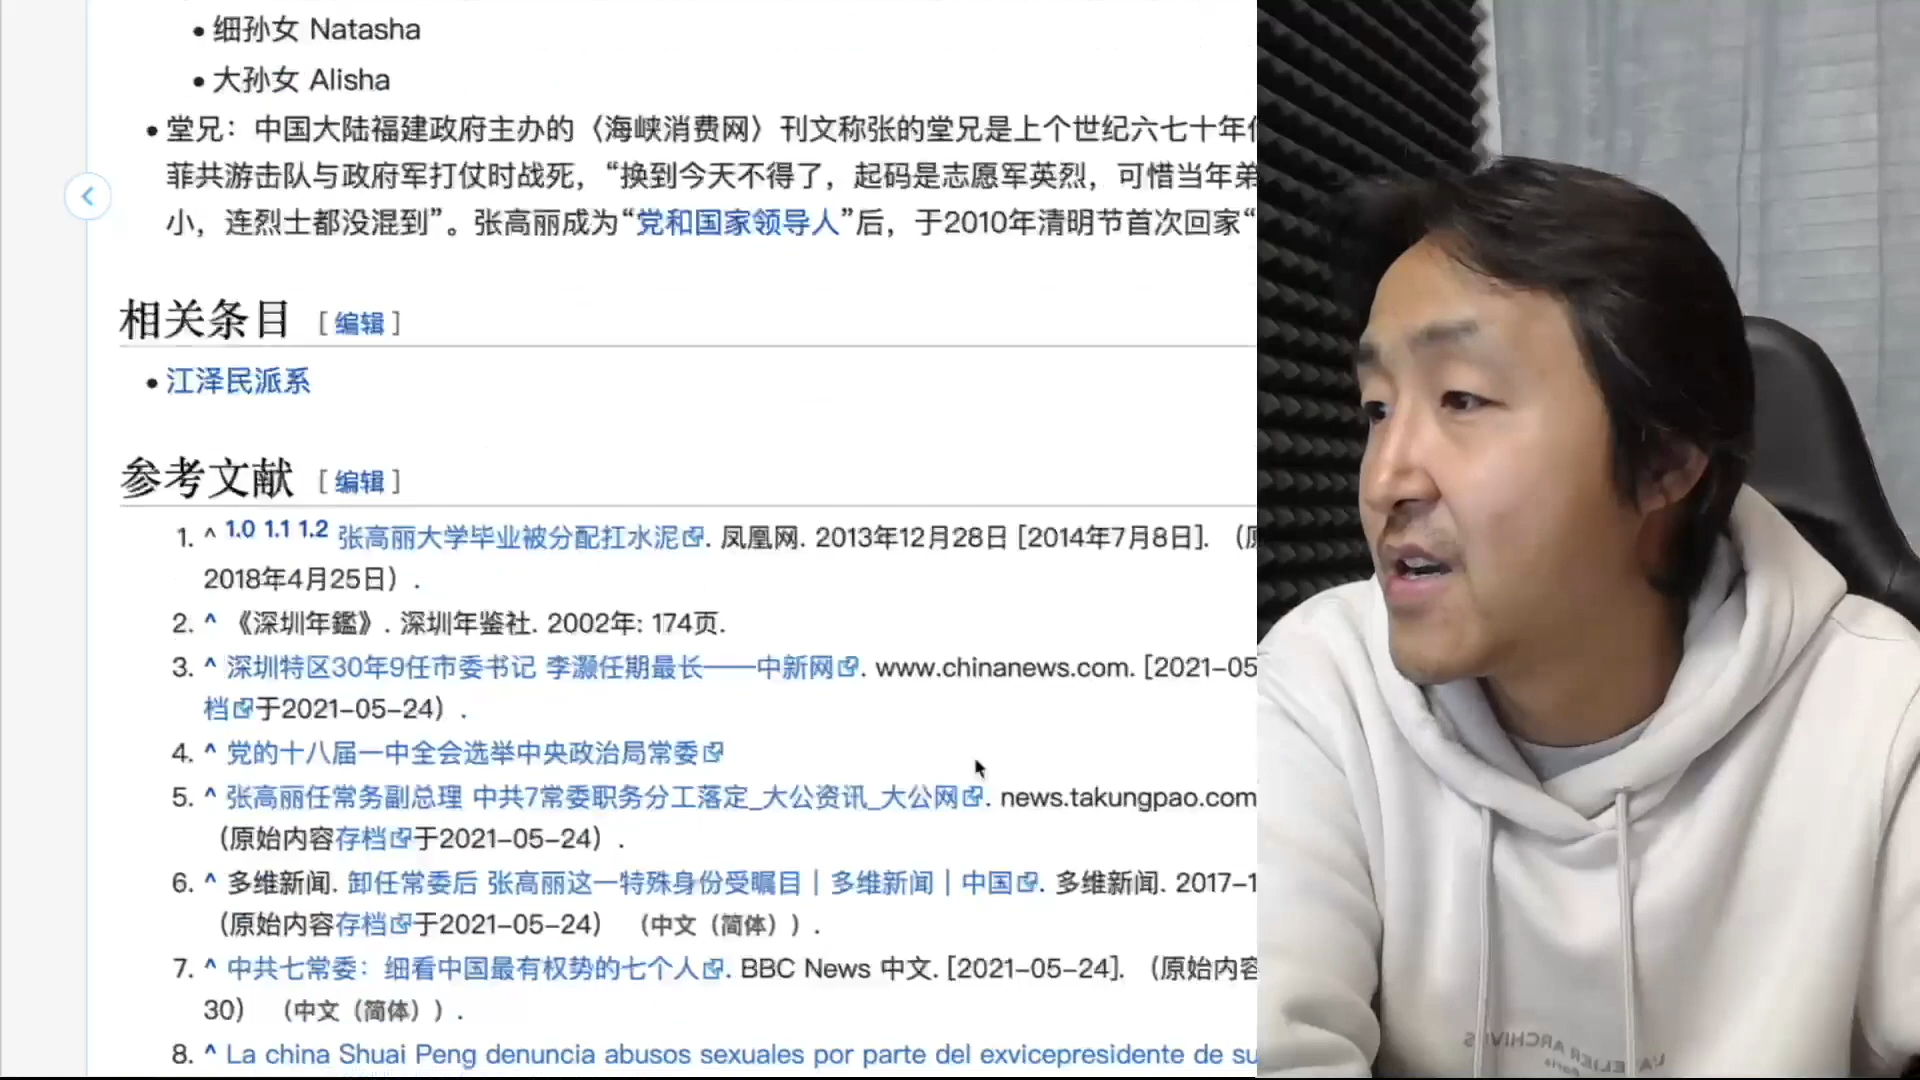 • 细孙女 Natasha
• 大孙女 Alisha
• 堂兄：中国大陆福建政府主办的〈海峡消费网〉刊文称张的堂兄是上个世纪六七十年
菲共游击队与政府军打仗时战死，“换到今天不得了，起码是志愿军英烈，可惜当年弟
小，连烈士都没混到”。张高丽成为“党和国家领导人”后，于2010年清明节首次回家“
相关条目 [编辑]
• 江泽民派系
参考文献 [编辑]
1. ^ 1.0 1.1 1.2 张高丽大学毕业被分配扛水泥. 凤凰网. 2013年12月28日 [2014年7月8日]. （
2018年4月25日）.
2. ^ 《深圳年鑑》. 深圳年鉴社. 2002年: 174页.
3. ^ 深圳特区30年9任市委书记 李灏任期最长——中新网. www.chinanews.com. [2021-05
档于2021-05-24）.
4. ^ 党的十八届一中全会选举中央政治局常委
5. ^ 张高丽任常务副总理 中共7常委职务分工落定_大公资讯_大公网. news.takungpao.com
（原始内容存档于2021-05-24）.
6. ^ 多维新闻. 卸任常委后 张高丽这一特殊身份受瞩目 | 多维新闻 | 中国. 多维新闻. 2017-1
（原始内容存档于2021-05-24） （中文（简体））.
7. ^ 中共七常委：细看中国最有权势的七个人. BBC News 中文. [2021-05-24]. （原始内容
30） （中文（简体））.
8. ^ La china Shuai Peng denuncia abusos sexuales por parte del exvicepresidente de su
L'ATELIER ARCHIVES
Paris